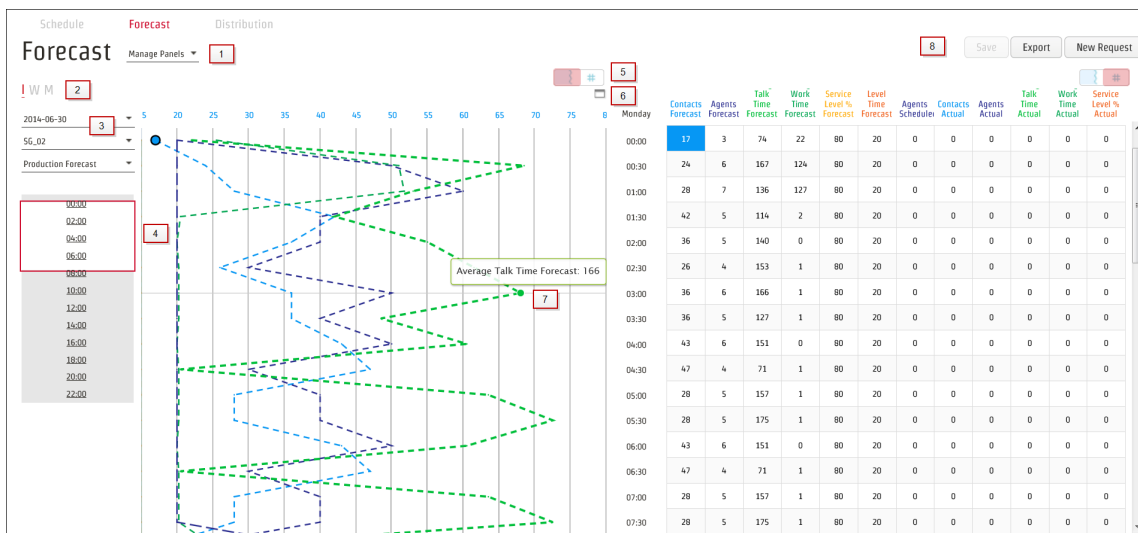 Schedule Forecast Distribution
Forecast Manage Panels 1 8 Save Export New Request
I W M 2 5 #  #
6
2014-06-30 3
SG_02
Production Forecast
00:00
02:00
04:00
06:00
08:00
10:00
12:00
14:00
16:00
18:00
20:00
22:00
4
5 20 25 30 35 40 45 50 55 60 65 70 75 8 8
Average Talk Time Forecast: 166
7
Monday Contacts Forecast Agents Forecast Talk Time Forecast Work Time Forecast Service Level % Forecast Level Time Forecast Agents Scheduler Contacts Actual Agents Actual Talk Time Actual Work Time Actual Service Level % Actual
00:00 17 3 74 22 80 20 0 0 0 0 0 0
00:30 24 6 167 124 80 20 0 0 0 0 0 0
01:00 28 7 136 127 80 20 0 0 0 0 0 0
01:30 42 5 114 2 80 20 0 0 0 0 0 0
02:00 36 5 140 0 80 20 0 0 0 0 0 0
02:30 26 4 153 1 80 20 0 0 0 0 0 0
03:00 36 6 166 1 80 20 0 0 0 0 0 0
03:30 36 5 127 1 80 20 0 0 0 0 0 0
04:00 43 6 151 0 80 20 0 0 0 0 0 0
04:30 47 4 71 1 80 20 0 0 0 0 0 0
05:00 28 5 157 1 80 20 0 0 0 0 0 0
05:30 28 5 175 1 80 20 0 0 0 0 0 0
06:00 43 6 151 0 80 20 0 0 0 0 0 0
06:30 47 4 71 1 80 20 0 0 0 0 0 0
07:00 28 5 157 1 80 20 0 0 0 0 0 0
07:30 28 5 175 1 80 20 0 0 0 0 0 0